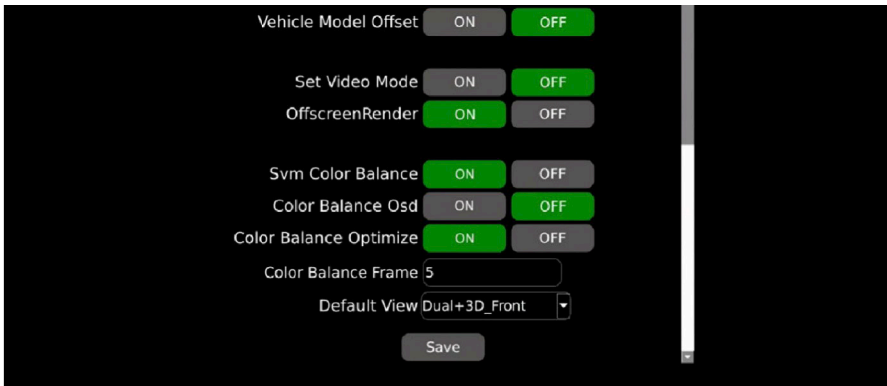 Vehicle Model Offset ON OFF
Set Video Mode ON OFF
OffscreenRender ON OFF
Svm Color Balance ON OFF
Color Balance Osd ON OFF
Color Balance Optimize ON OFF
Color Balance Frame 5
Default View Dual+3D_Front
Save